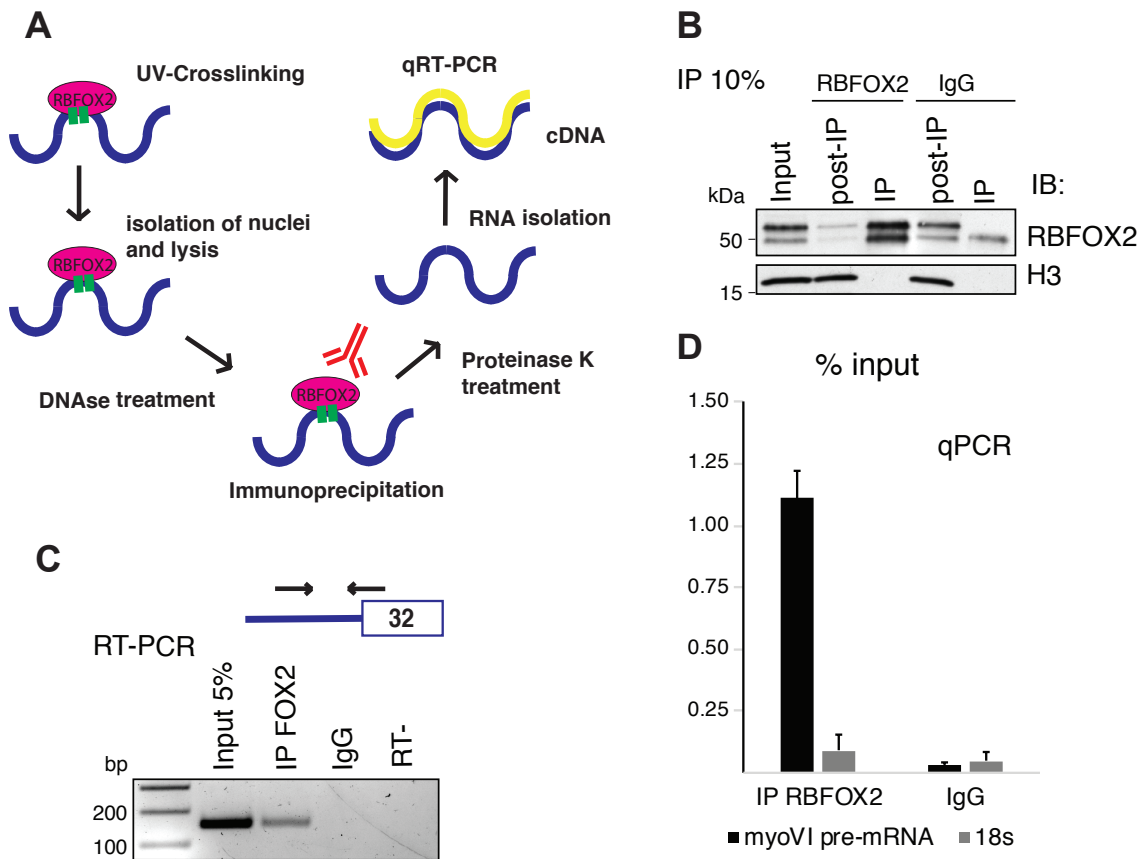 A
UV-Crosslinking
RBFOX2
isolation of nuclei
and lysis
RBFOX2
DNAse treatment
RBFOX2
Immunoprecipitation
Proteinase K
treatment
RNA isolation
cDNA
qRT-PCR
B
IP 10%
RBFOX2
IgG
Input
post-IP
IP
post-IP
IP
IB:
kDa
50
RBFOX2
15
H3
C
32
RT-PCR
Input 5%
IP FOX2
IgG
RT-
bp
200
100
D
% input
qPCR
1.50
1.25
1.00
0.75
0.50
0.25
IP RBFOX2
IgG
myoVI pre-mRNA
18s